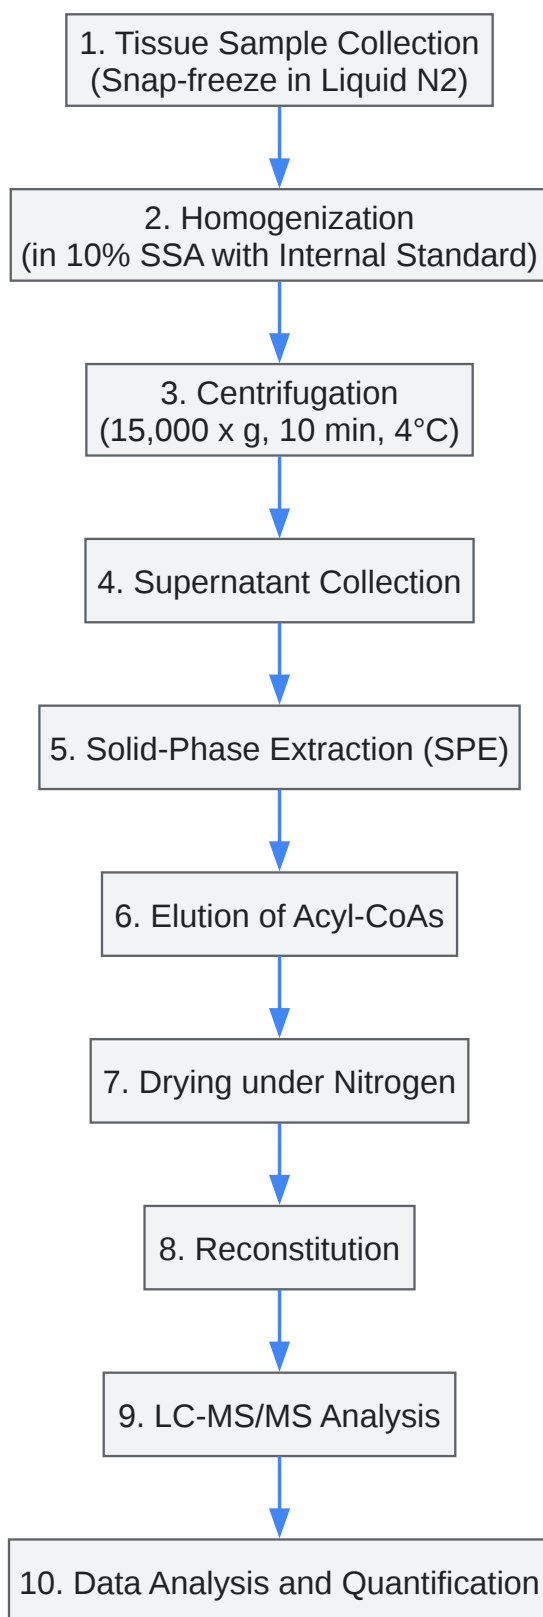 1. Tissue Sample Collection
(Snap-freeze in Liquid N2)
2. Homogenization
(in 10% SSA with Internal Standard)
3. Centrifugation
(15,000 x g, 10 min, 4°C)
4. Supernatant Collection
5. Solid-Phase Extraction (SPE)
6. Elution of Acyl-CoAs
7. Drying under Nitrogen
8. Reconstitution
9. LC-MS/MS Analysis
10. Data Analysis and Quantification